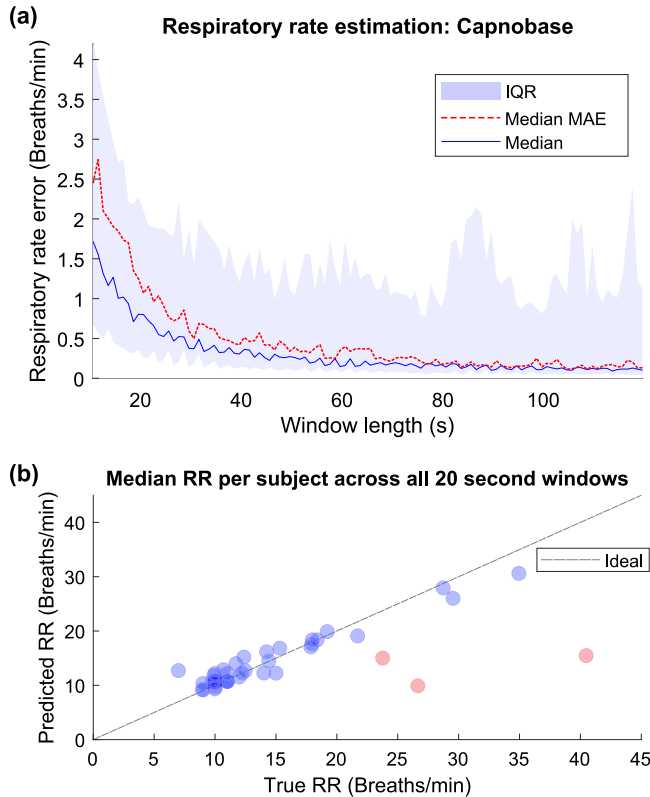 (a)
Respiratory rate estimation: Capnobase
Respiratory rate error (Breaths/min)
4
3.5
3
2.5
2
1.5
1
0.5
0
IQR
Median MAE
Median
20 40 60 80 100
Window length (s)
(b)
Median RR per subject across all 20 second windows
Predicted RR (Breaths/min)
40
30
20
10
0
Ideal
0 5 10 15 20 25 30 35 40 45
True RR (Breaths/min)